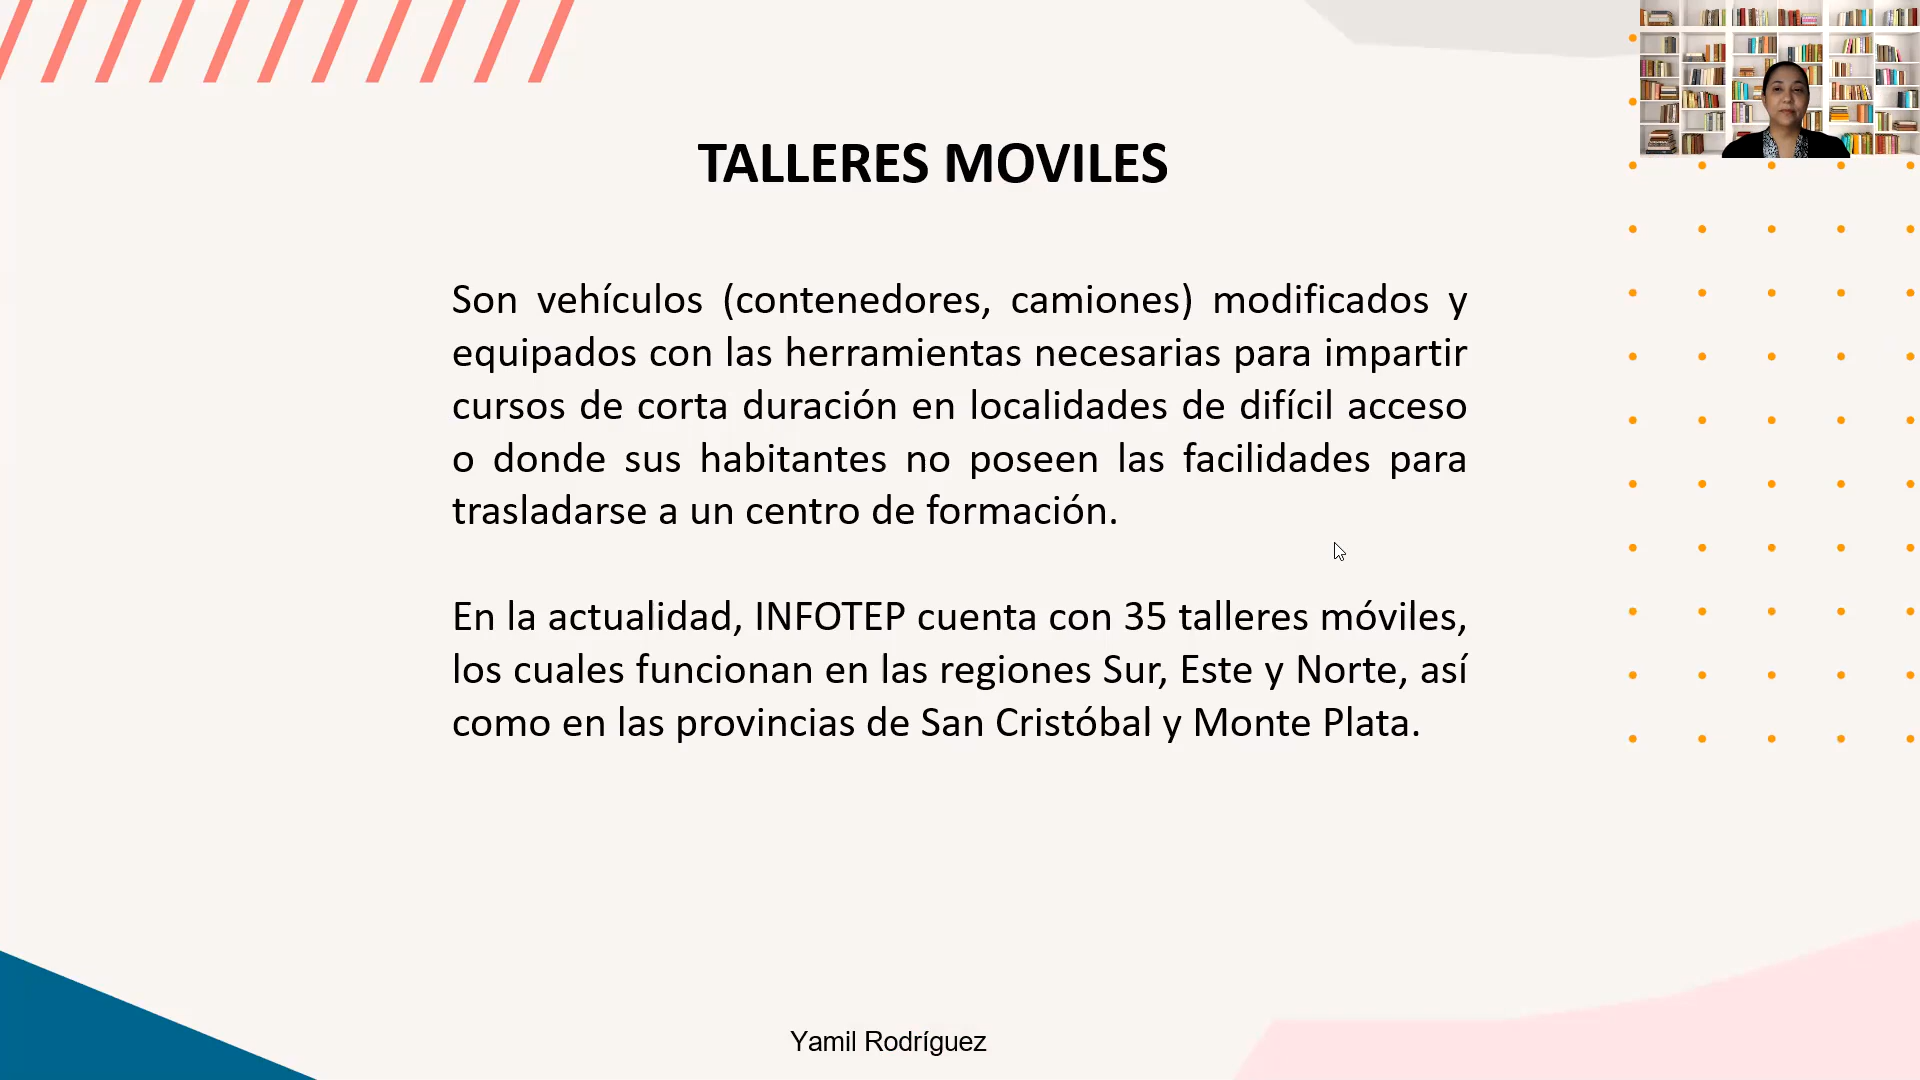 TALLERES MOVILES
Son vehículos (contenedores, camiones) modificados y
equipados con las herramientas necesarias para impartir
cursos de corta duración en localidades de difícil acceso
o donde sus habitantes no poseen las facilidades para
trasladarse a un centro de formación.
En la actualidad, INFOTEP cuenta con 35 talleres móviles,
los cuales funcionan en las regiones Sur, Este y Norte, así
como en las provincias de San Cristóbal y Monte Plata.
Yamil Rodríguez